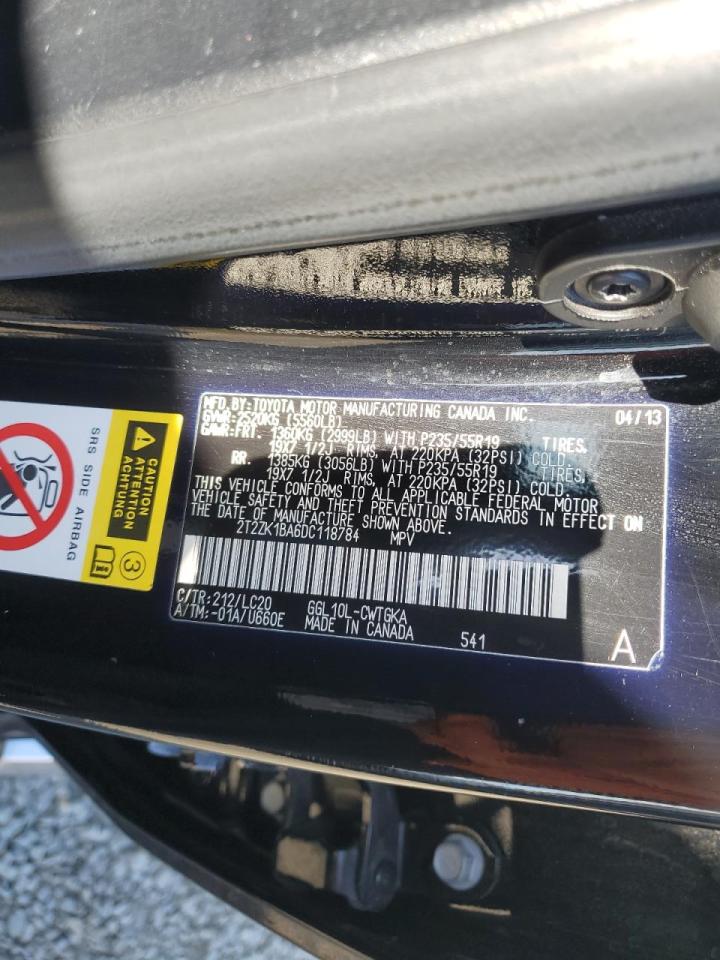 MFD. BY: TOYOTA MOTOR MANUFACTURING CANADA INC. 04/13
GVWR: 2520KG (5560LB)
GAWR: FRT. 1360KG (2999LB) WITH P235/55R19 TIRES,
19X7 1/2J RIMS, AT 220KPA (32PSI) COLD
RR. 1385KG (3056LB) WITH P235/55R19 TIRES,
19X7 1/2J RIMS, AT 220KPA (32PSI) COLD
THIS VEHICLE CONFORMS TO ALL APPLICABLE FEDERAL MOTOR
VEHICLE SAFETY AND THEFT PREVENTION STANDARDS IN EFFECT ON
THE DATE OF MANUFACTURE SHOWN ABOVE.
2T2ZK1BA6DC118784 MPV
C/TR:212/LC20 GGL10L-CWTGKA
A/TM:-01A/U660E MADE IN CANADA 541 A
SRS SIDE AIRBAG
CAUTION
ATTENTION
ACHTUNG
3